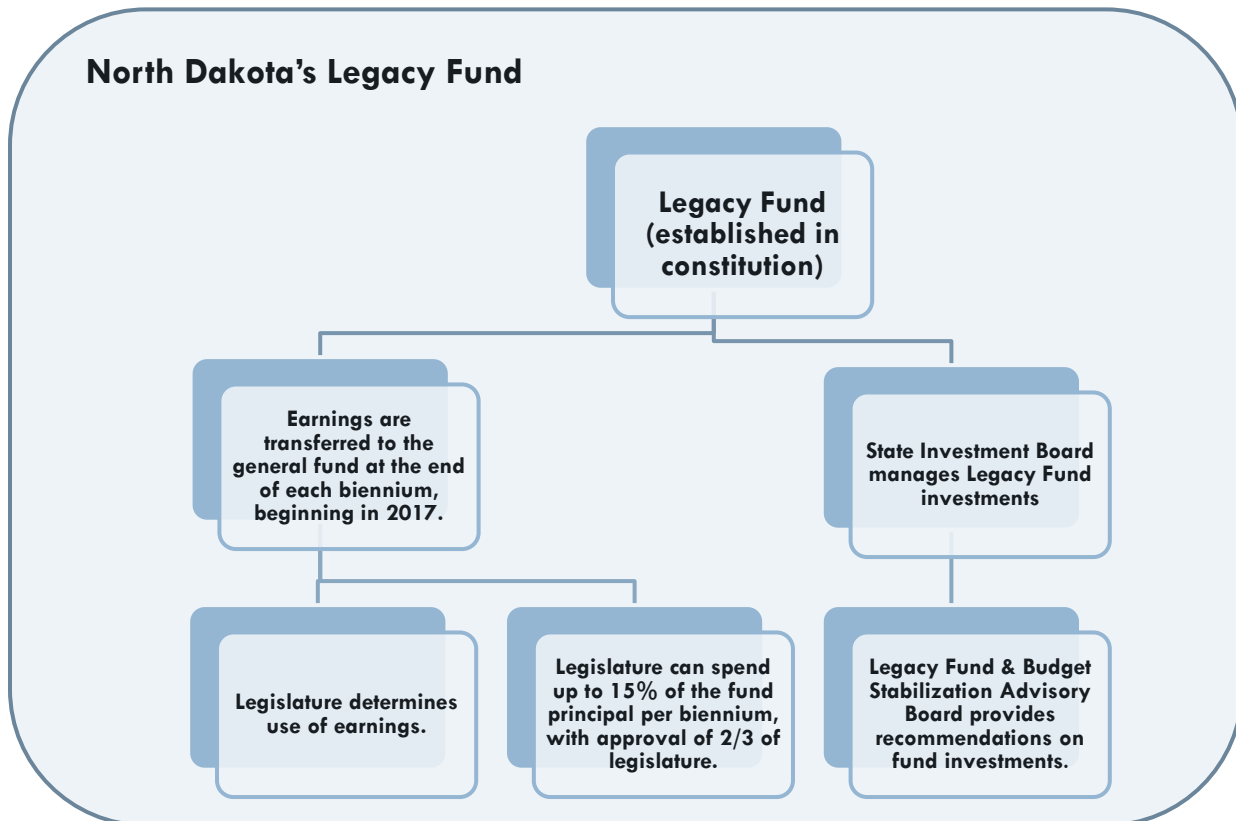 North Dakota’s Legacy Fund
Legacy Fund
(established in
constitution)
Earnings are
transferred to the
general fund at the end
of each biennium,
beginning in 2017.
State Investment Board
manages Legacy Fund
investments
Legislature determines
use of earnings.
Legislature can spend
up to 15% of the fund
principal per biennium,
with approval of 2/3 of
legislature.
Legacy Fund & Budget
Stabilization Advisory
Board provides
recommendations on
fund investments.